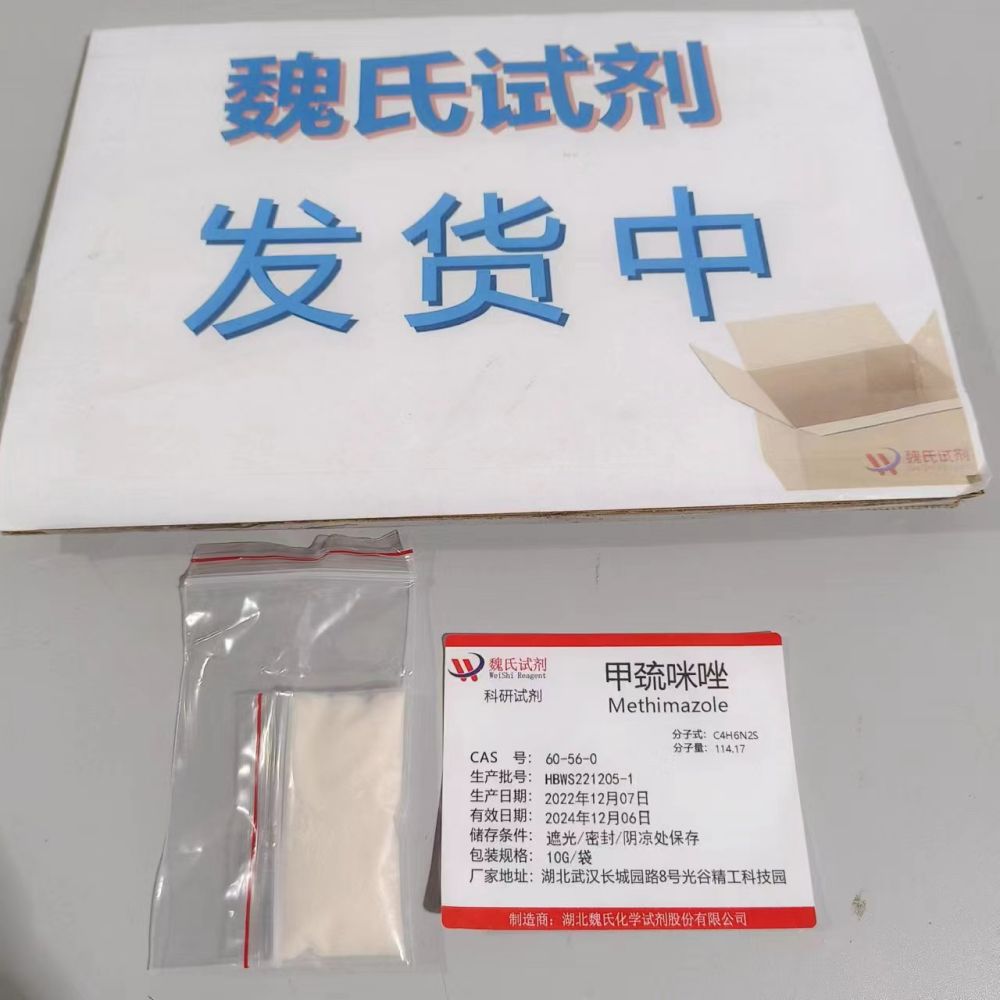 魏氏试剂
发货中
魏氏试剂
魏氏试剂
WeiShi Reagent
科研试剂
甲巯咪唑
Methimazole
分子式：C4H6N2S
分子量：114.17
CAS 号：60-56-0
生产批号：HBWS221205-1
生产日期：2022年12月07日
有效日期：2024年12月06日
储存条件：遮光/密封/阴凉处保存
包装规格：10G/袋
厂家地址：湖北武汉长城园路8号光谷精工科技园
制造商：湖北魏氏化学试剂股份有限公司